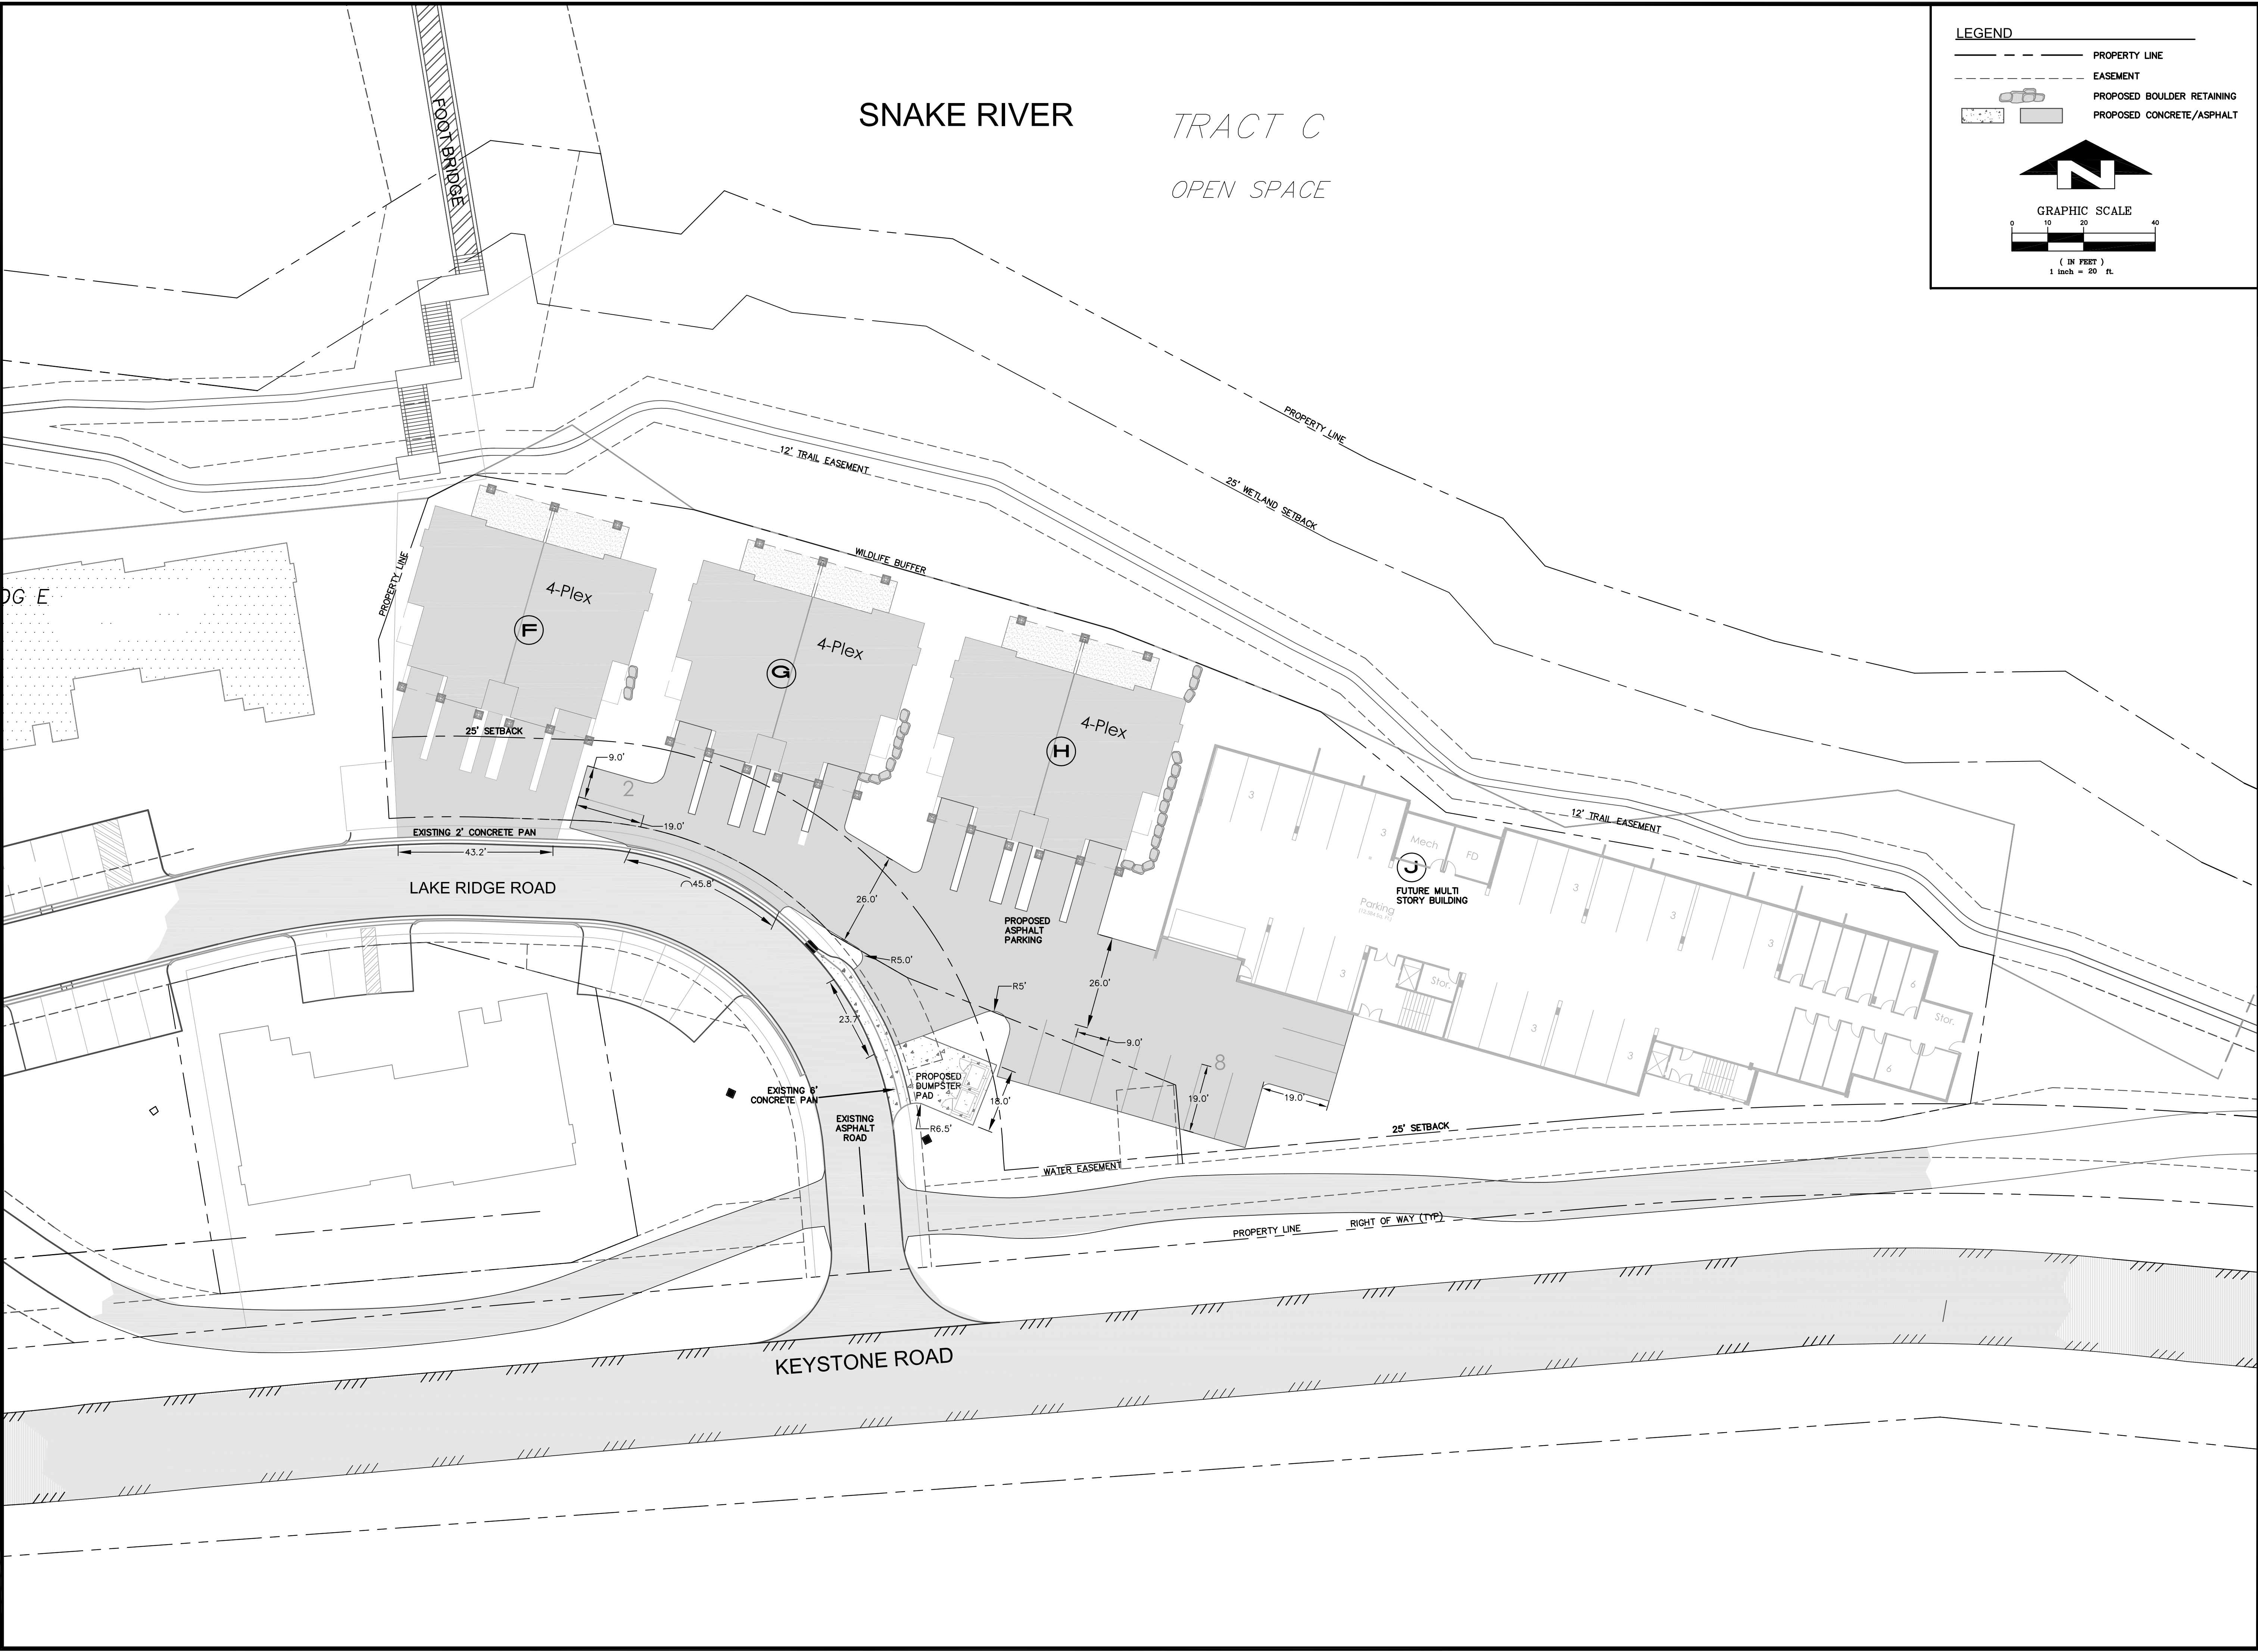 LEGEND
PROPERTY LINE
EASEMENT
PROPOSED BOULDER RETAINING
PROPOSED CONCRETE/ASPHALT
N
GRAPHIC SCALE
0 10 20 40
( IN FEET )
1 inch = 20 ft.
SNAKE RIVER
TRACT C
OPEN SPACE
FOOT BRIDGE
PROPERTY LINE
12' TRAIL EASEMENT
25' WETLAND SETBACK
WILDLIFE BUFFER
PROPERTY LINE
DG E
4-Plex
F
4-Plex
G
4-Plex
H
25' SETBACK
9.0'
2
19.0'
EXISTING 2' CONCRETE PAN
43.2'
45.8'
LAKE RIDGE ROAD
26.0'
PROPOSED
ASPHALT
PARKING
R5.0'
R5'
26.0'
23.7'
9.0'
8
PROPOSED
DUMPSTER
PAD
18.0'
19.0'
19.0'
EXISTING 6'
CONCRETE PAN
EXISTING
ASPHALT
ROAD
R6.5'
3
3
Mech
FD
J
FUTURE MULTI
STORY BUILDING
Parking
3
3
3
3
Stor.
3
3
6
6
Stor.
12' TRAIL EASEMENT
25' SETBACK
WATER EASEMENT
PROPERTY LINE
RIGHT OF WAY (TYP)
KEYSTONE ROAD